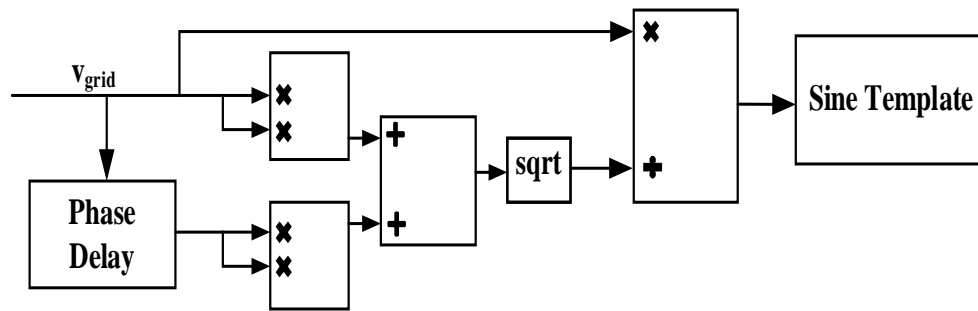 v_grid
Phase
Delay
×
×
×
×
+
+
sqrt
×
÷
Sine Template